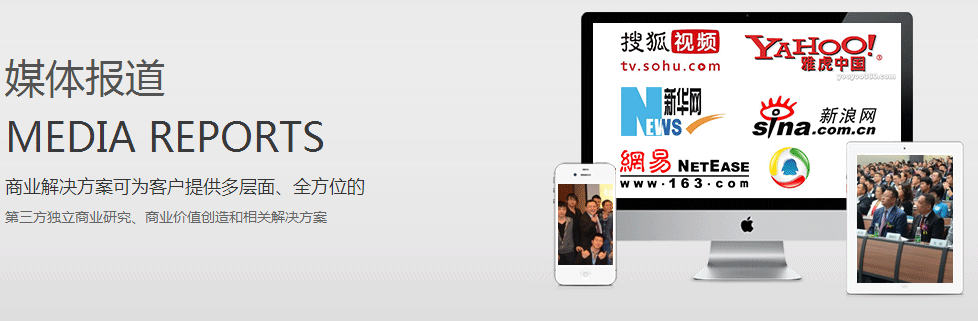 媒体报道
MEDIA REPORTS
商业解决方案可为客户提供多层面、全方位的
第三方独立商业研究、商业价值创造和相关解决方案
搜狐视频
tv.sohu.com
YAHOO!
雅虎中国
新华网
NEWS
sina 新浪网
.com.cn
網易 NETEASE
www.163.com